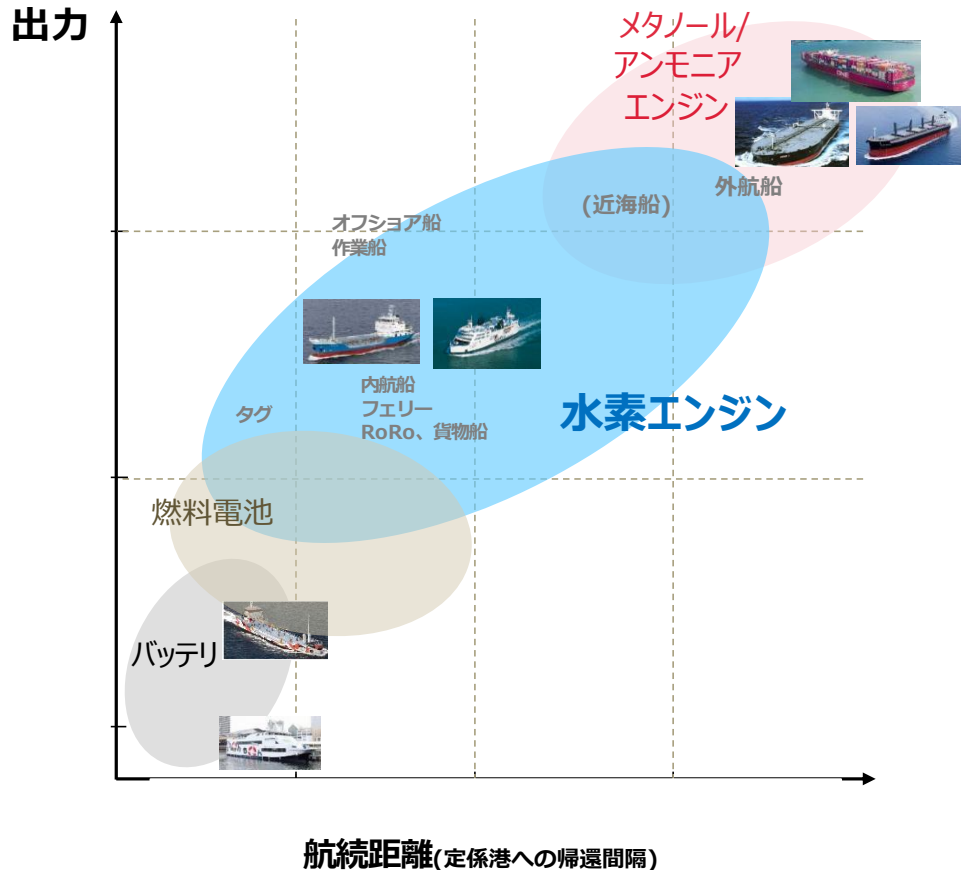 出力
メタノール/
アンモニア
エンジン
外航船
(近海船)
オフショア船
作業船
内航船
フェリー
RoRo、貨物船
タグ
水素エンジン
燃料電池
バッテリ
航続距離(定係港への帰還間隔)